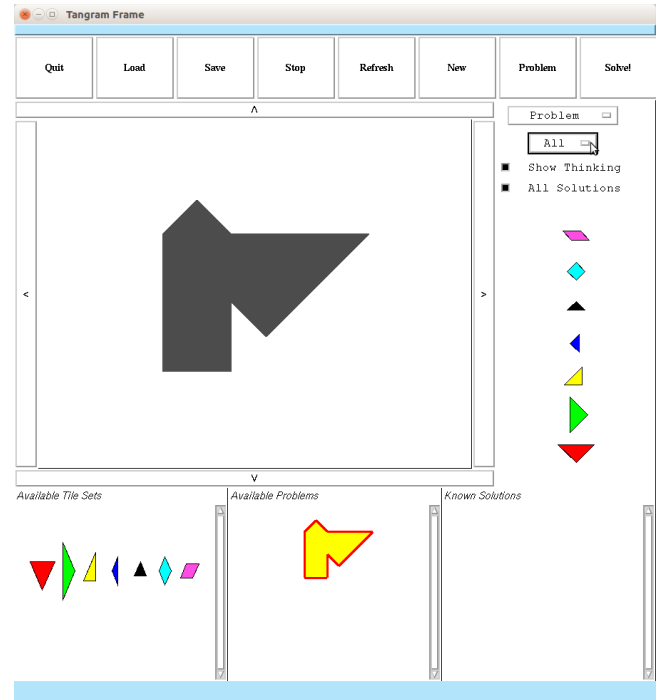 Tangram Frame
Quit Load Save Stop Refresh New Problem Solve!
Problem
All
Show Thinking
All Solutions
Available Tile Sets
Available Problems
Known Solutions